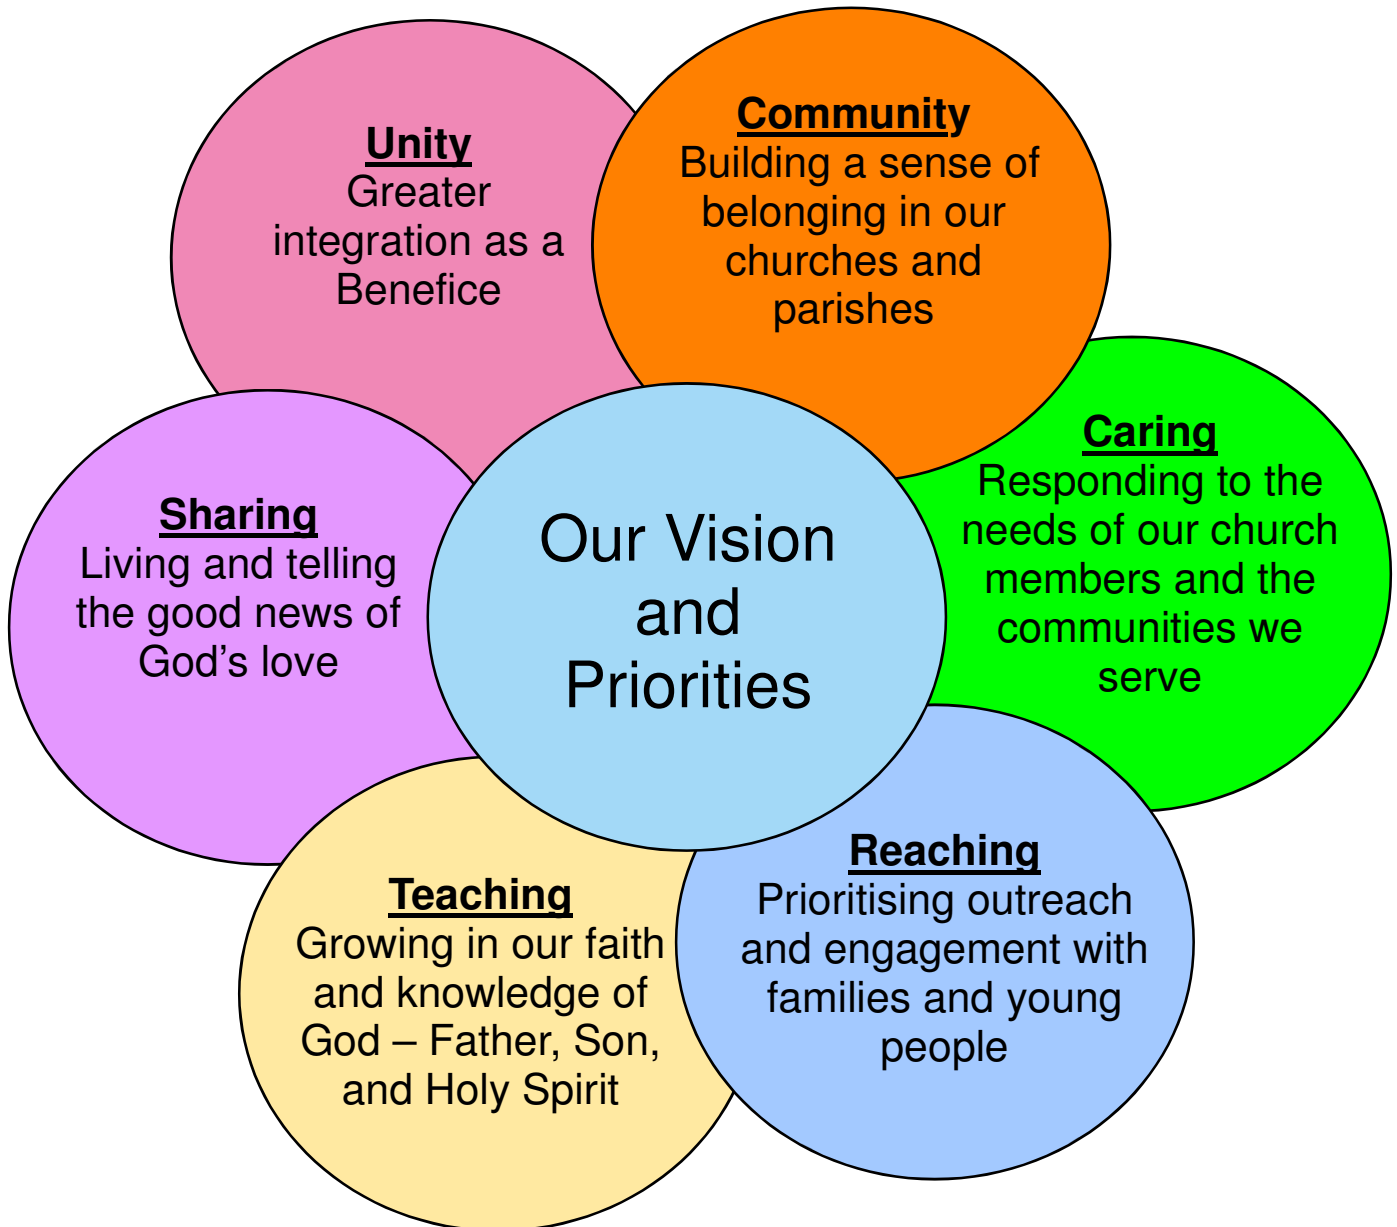 Unity
Greater
integration as a
Benefice
Community
Building a sense of
belonging in our
churches and
parishes
Caring
Responding to the
needs of our church
members and the
communities we
serve
Sharing
Living and telling
the good news of
God’s love
Our Vision
and
Priorities
Reaching
Prioritising outreach
and engagement with
families and young
people
Teaching
Growing in our faith
and knowledge of
God – Father, Son,
and Holy Spirit